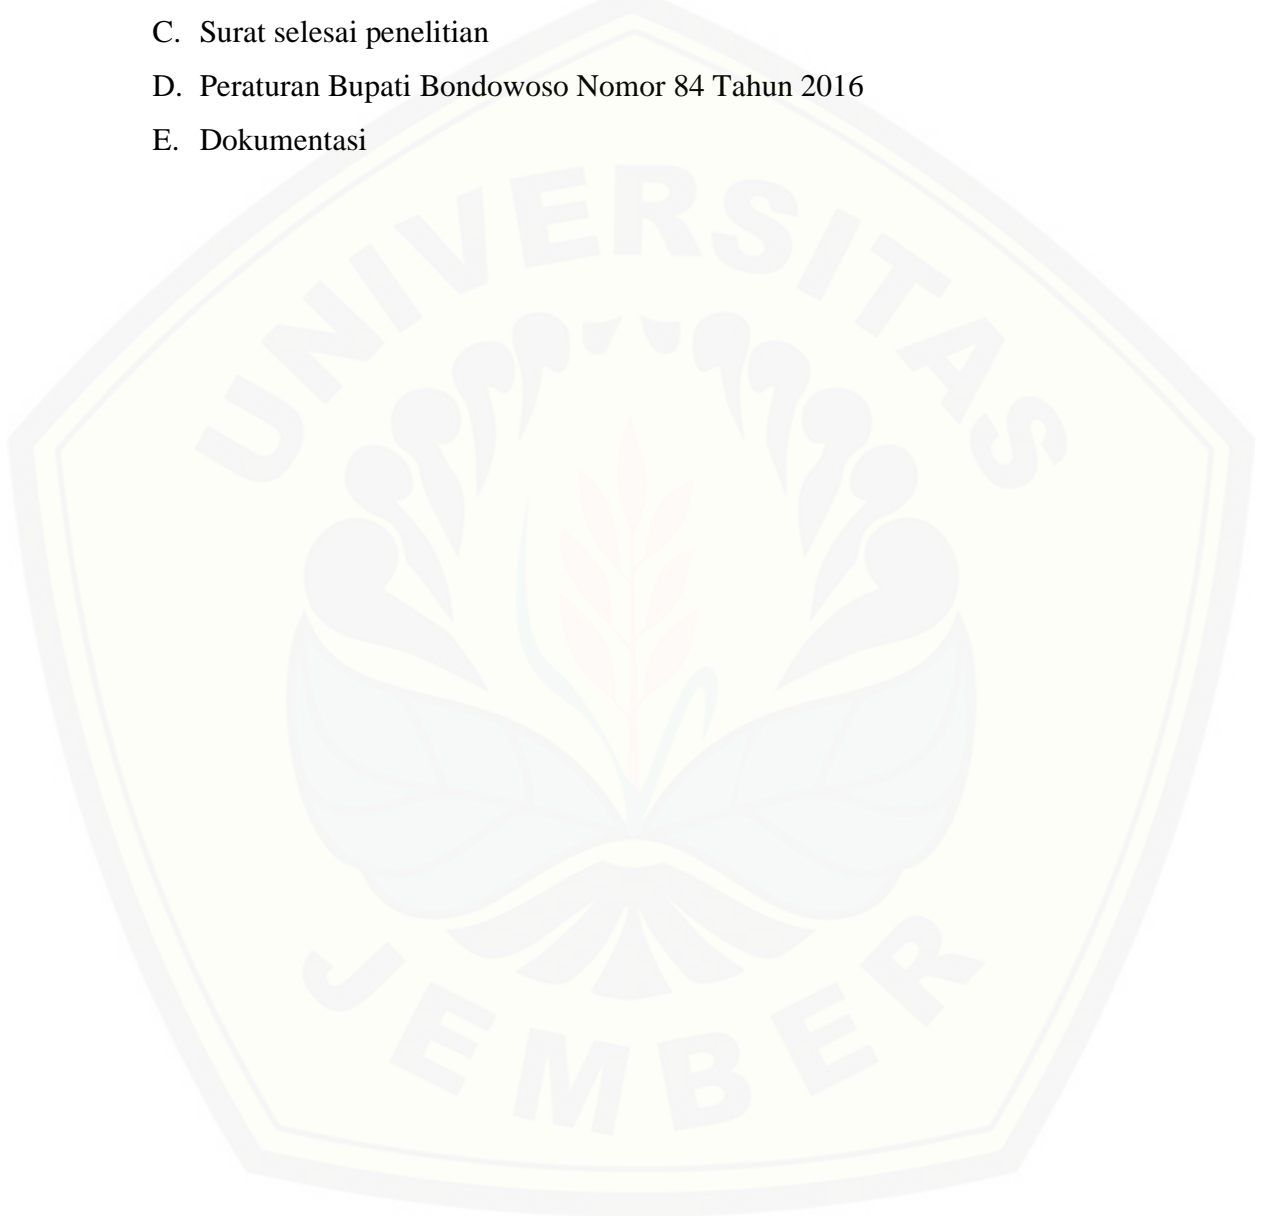 C. Surat selesai penelitian
D. Peraturan Bupati Bondowoso Nomor 84 Tahun 2016
E. Dokumentasi
UNIVERSITAS
JEMBER